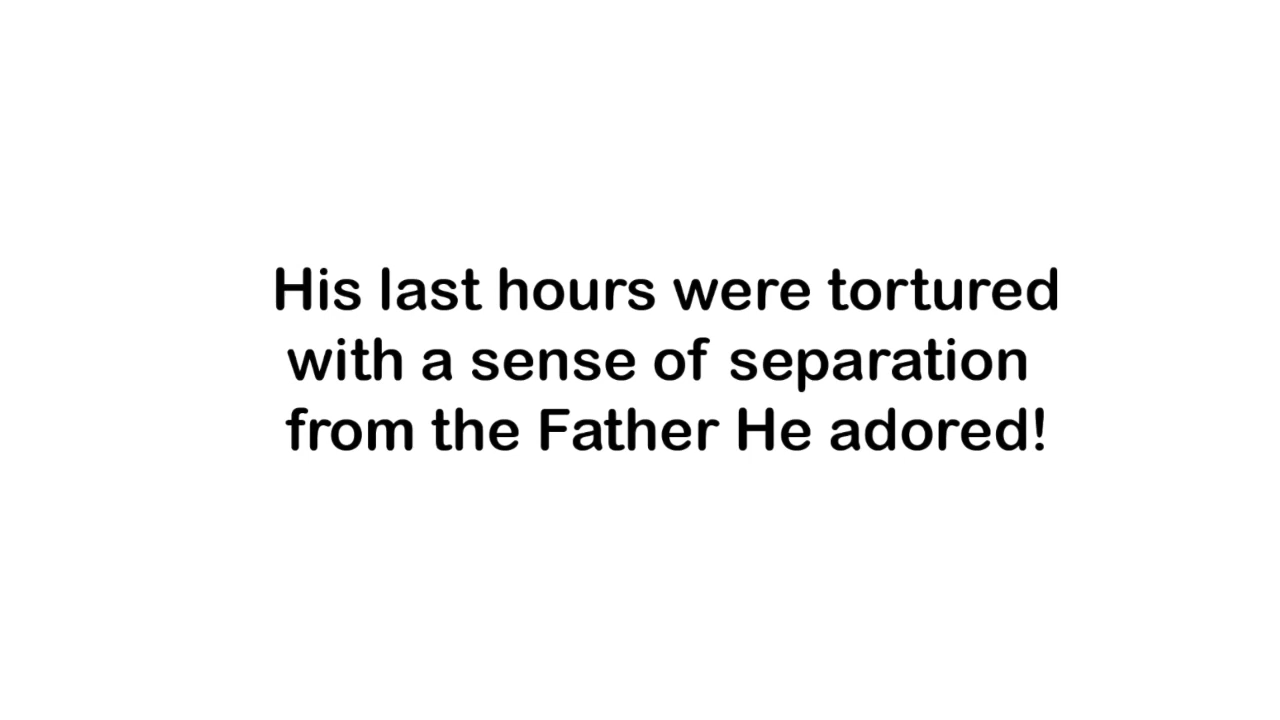 His last hours were tortured
with a sense of separation
from the Father He adored!